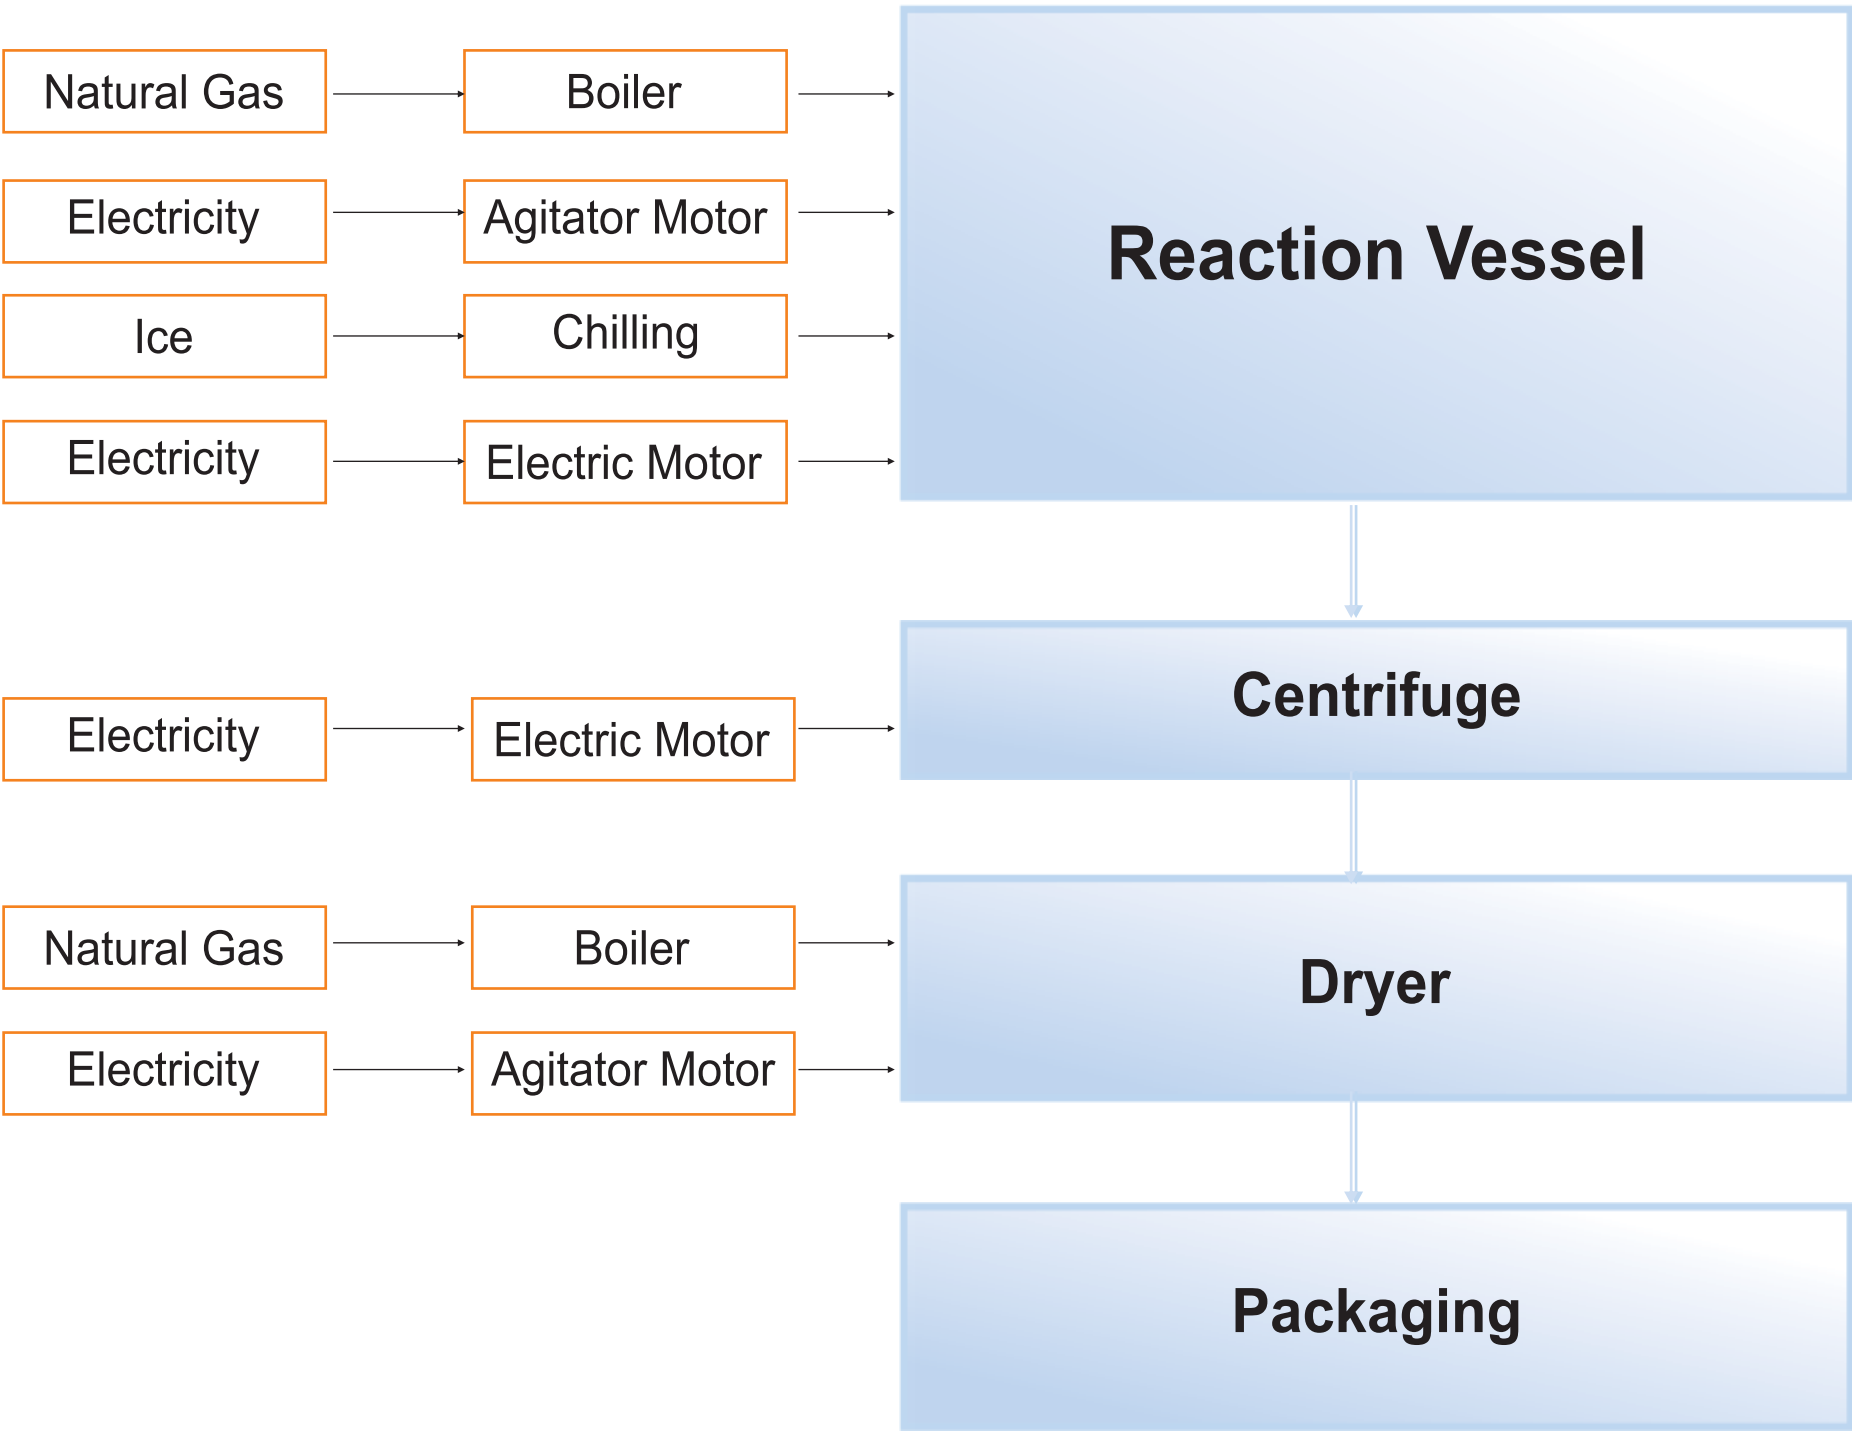 Natural Gas
Boiler
Electricity
Agitator Motor
Reaction Vessel
Ice
Chilling
Electricity
Electric Motor
Electricity
Electric Motor
Centrifuge
Natural Gas
Boiler
Dryer
Electricity
Agitator Motor
Packaging